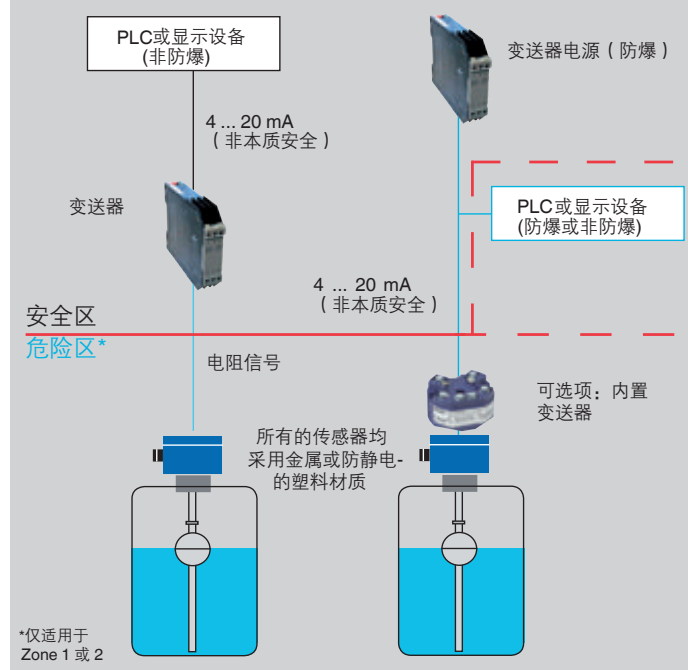 PLC或显示设备
(非防爆)
变送器电源（防爆）
4 ... 20 mA
（非本质安全）
变送器
PLC或显示设备
(防爆或非防爆)
4 ... 20 mA
（非本质安全）
安全区
危险区*
电阻信号
可选项：内置
变送器
所有的传感器均
采用金属或防静电-
的塑料材质
*仅适用于
Zone 1 或 2